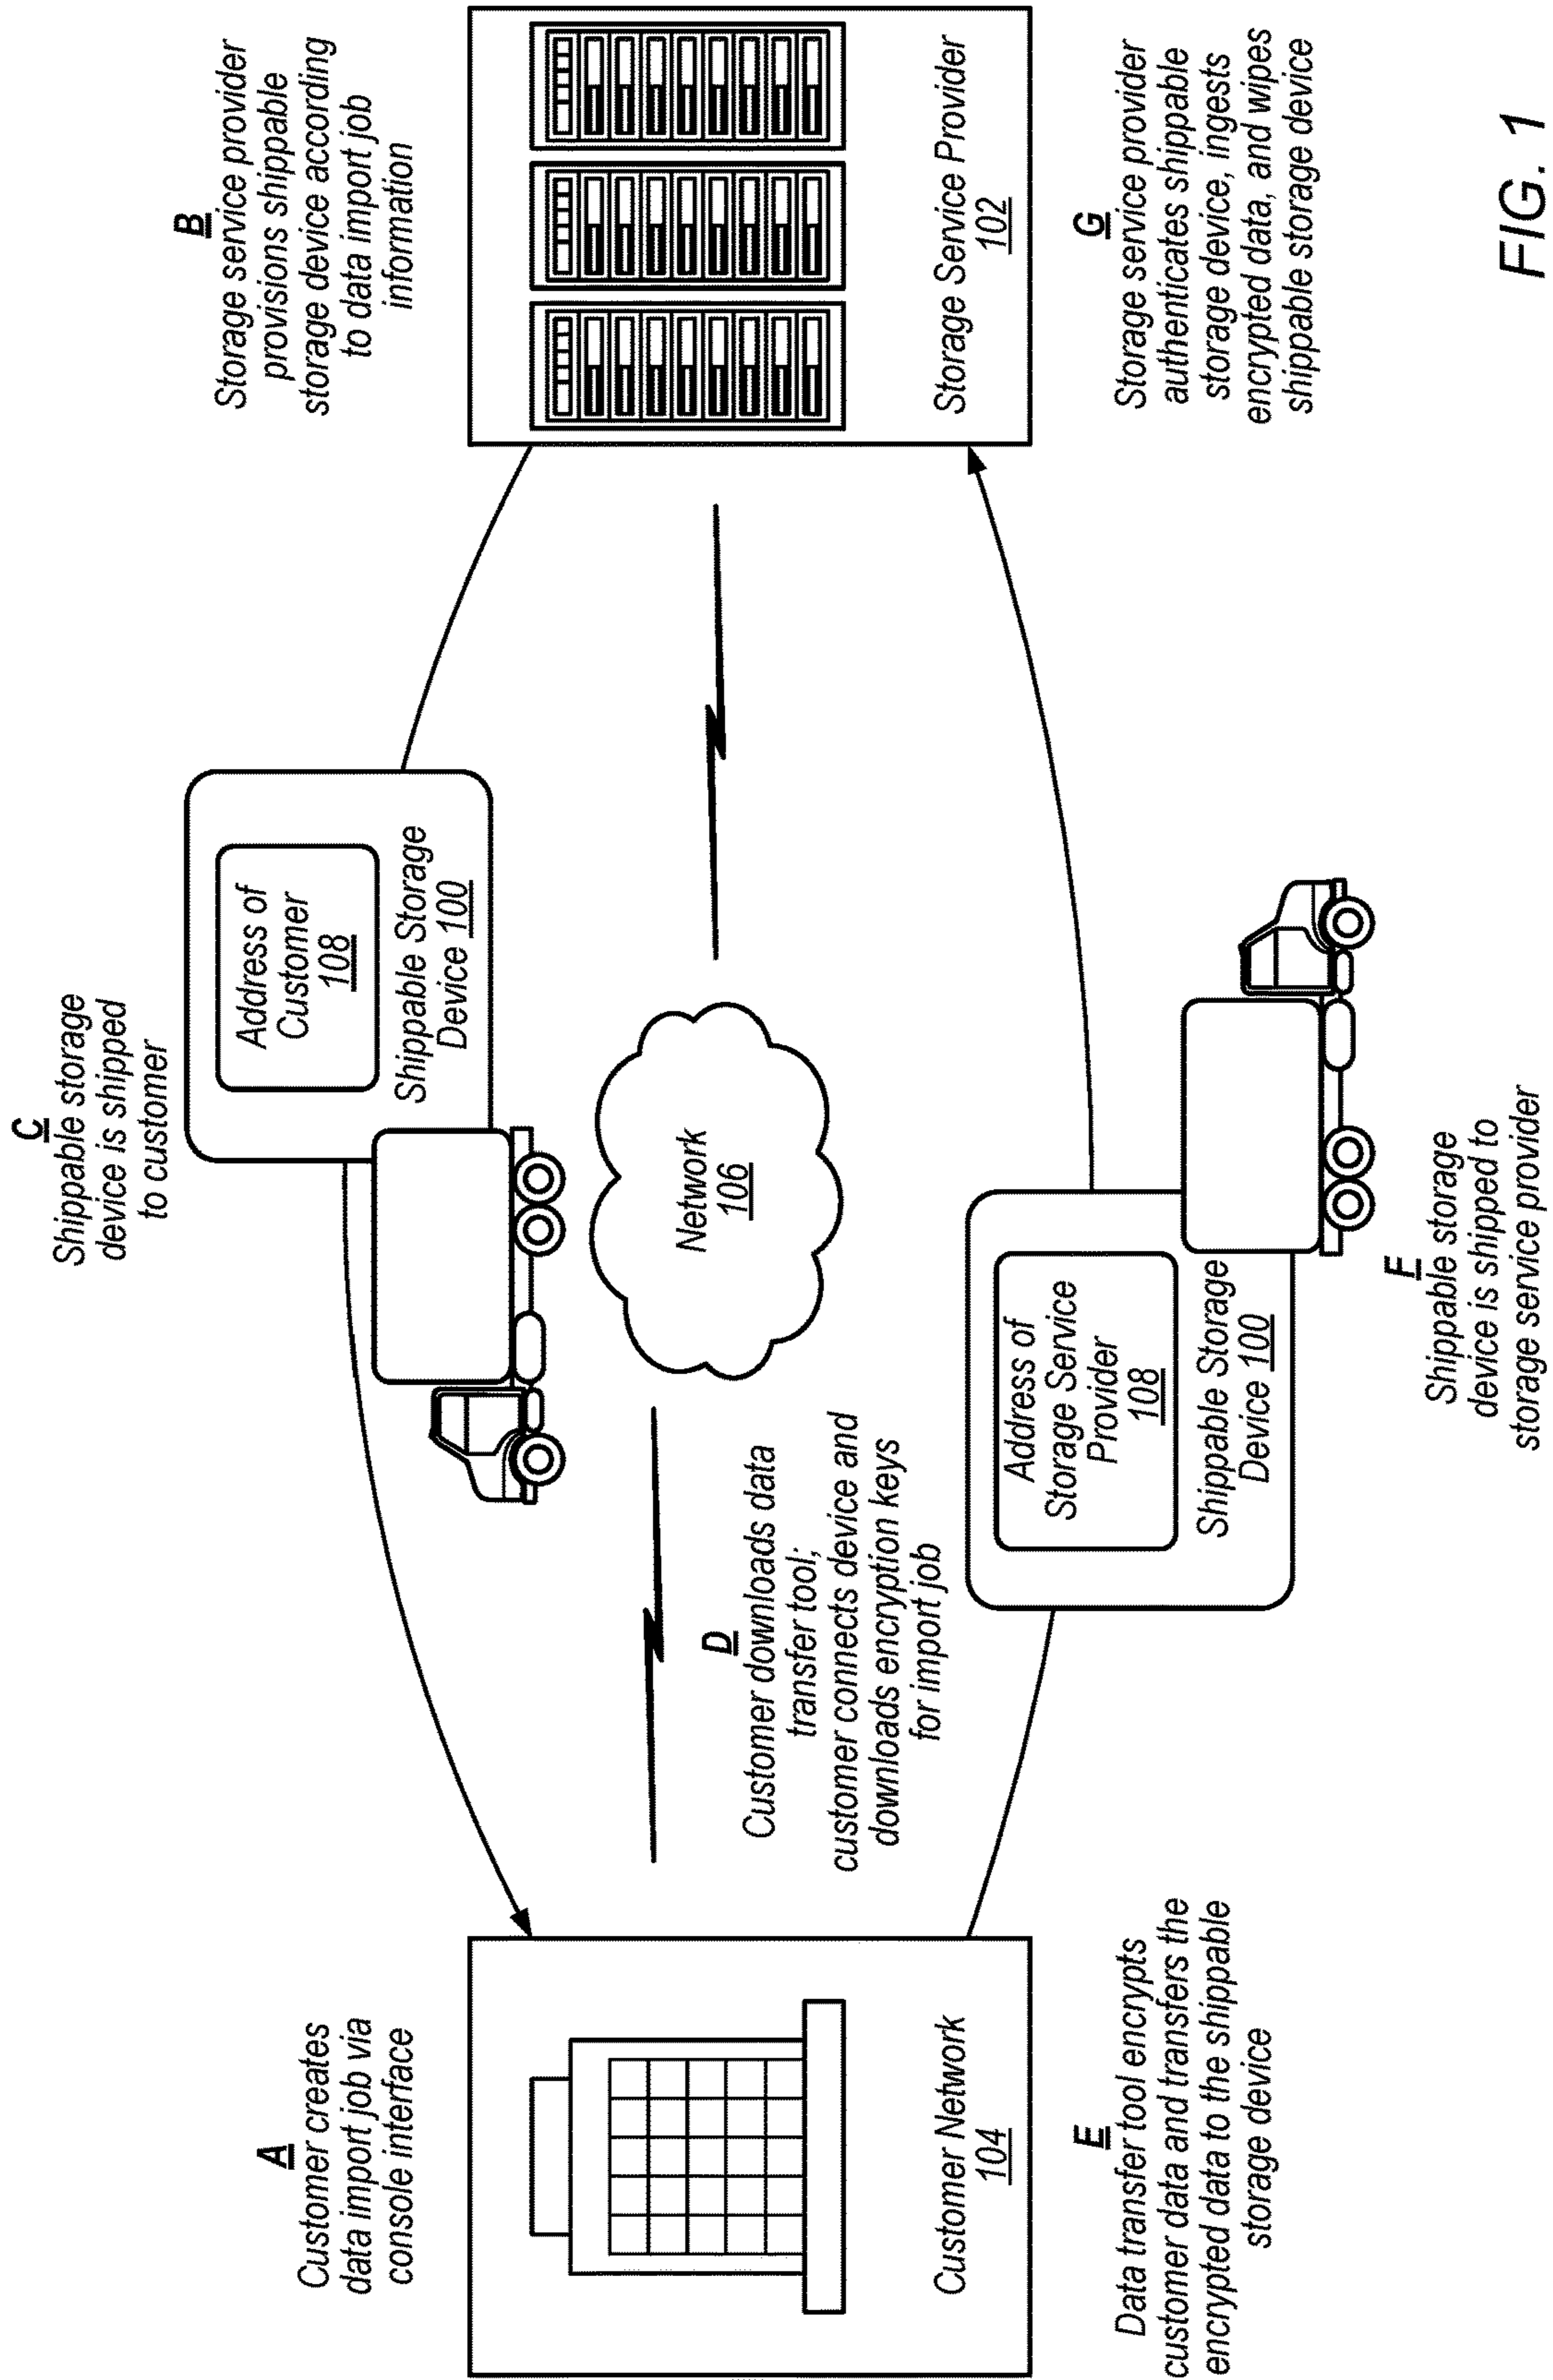 A
Customer creates
data import job via
console interface
B
Storage service provider
provisions shippable
storage device according
to data import job
information
C
Shippable storage
device is shipped
to customer
Address of
Customer
108
Shippable Storage
Device 100
Network
106
D
Customer downloads data
transfer tool;
customer connects device and
downloads encryption keys
for import job
Customer Network
104
Storage Service Provider
102
E
Data transfer tool encrypts
customer data and transfers the
encrypted data to the shippable
storage device
Address of
Storage Service
Provider
108
Shippable Storage
Device 100
F
Shippable storage
device is shipped to
storage service provider
G
Storage service provider
authenticates shippable
storage device, ingests
encrypted data, and wipes
shippable storage device
FIG. 1